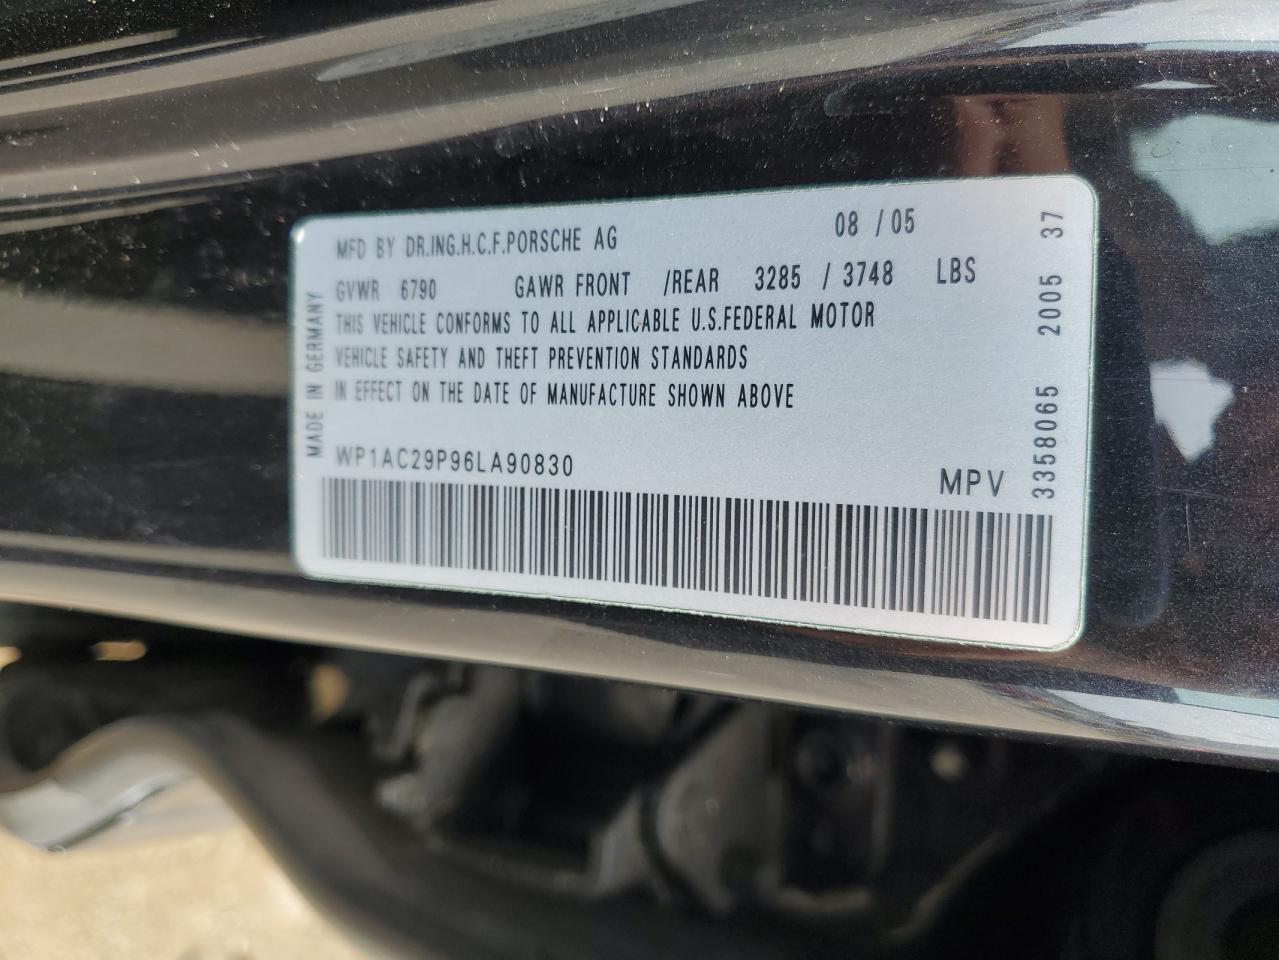 MFD BY DR.ING.H.C.F.PORSCHE AG 08 / 05
GVWR 6790 GAWR FRONT /REAR 3285 / 3748 LBS
THIS VEHICLE CONFORMS TO ALL APPLICABLE U.S.FEDERAL MOTOR
VEHICLE SAFETY AND THEFT PREVENTION STANDARDS
IN EFFECT ON THE DATE OF MANUFACTURE SHOWN ABOVE
WP1AC29P96LA90830
MPV
MADE IN GERMANY
3358065 2005 37